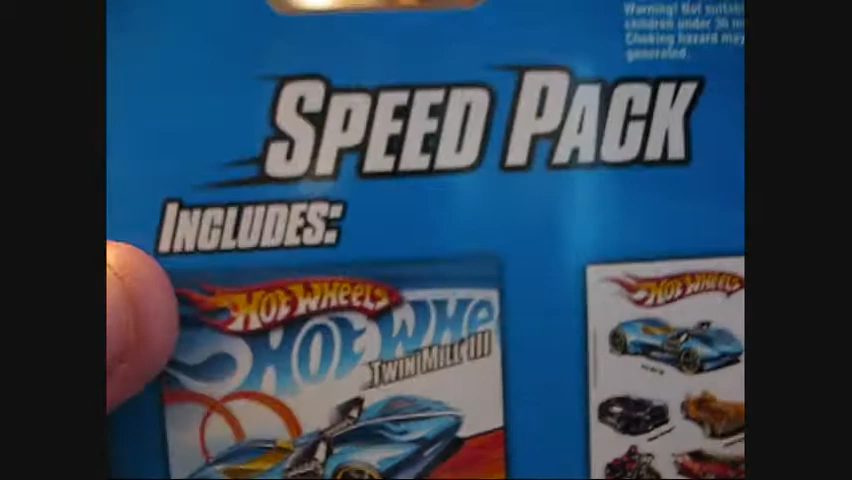 Warning! Not suitable
children under 36 m
Choking hazard may
generated.
SPEED PACK
INCLUDES:
HOT WHEELS
HOT WHE
TWIN MILL III
HOT WHEELS